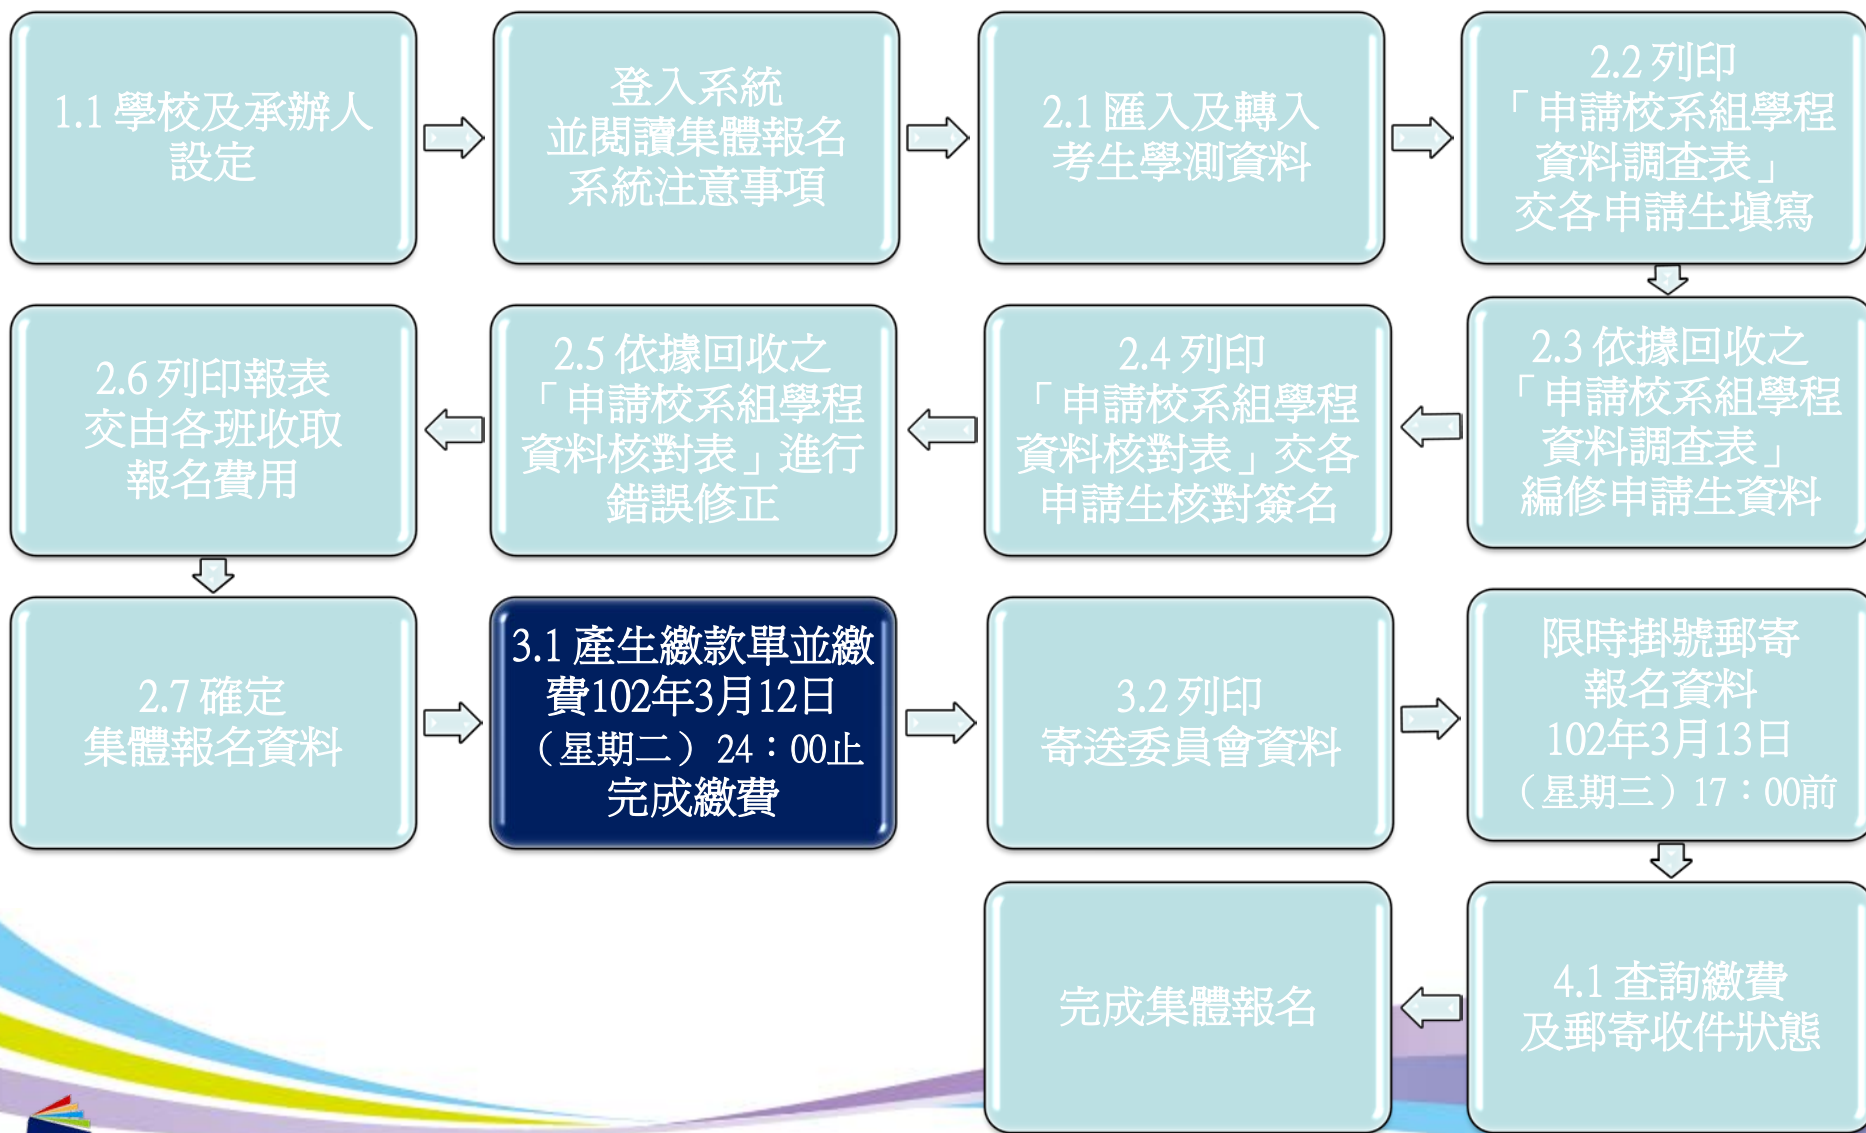 1.1 學校及承辦人
設定
登入系統
並閱讀集體報名
系統注意事項
2.1 匯入及轉入
考生學測資料
2.2 列印
「申請校系組學程
資料調查表」
交各申請生填寫
2.3 依據回收之
「申請校系組學程
資料調查表」
編修申請生資料
2.4 列印
「申請校系組學程
資料核對表」交各
申請生核對簽名
2.5 依據回收之
「申請校系組學程
資料核對表」進行
錯誤修正
2.6 列印報表
交由各班收取
報名費用
2.7 確定
集體報名資料
3.1 產生繳款單並繳
費102年3月12日
（星期二）24：00止
完成繳費
3.2 列印
寄送委員會資料
限時掛號郵寄
報名資料
102年3月13日
（星期三）17：00前
4.1 查詢繳費
及郵寄收件狀態
完成集體報名